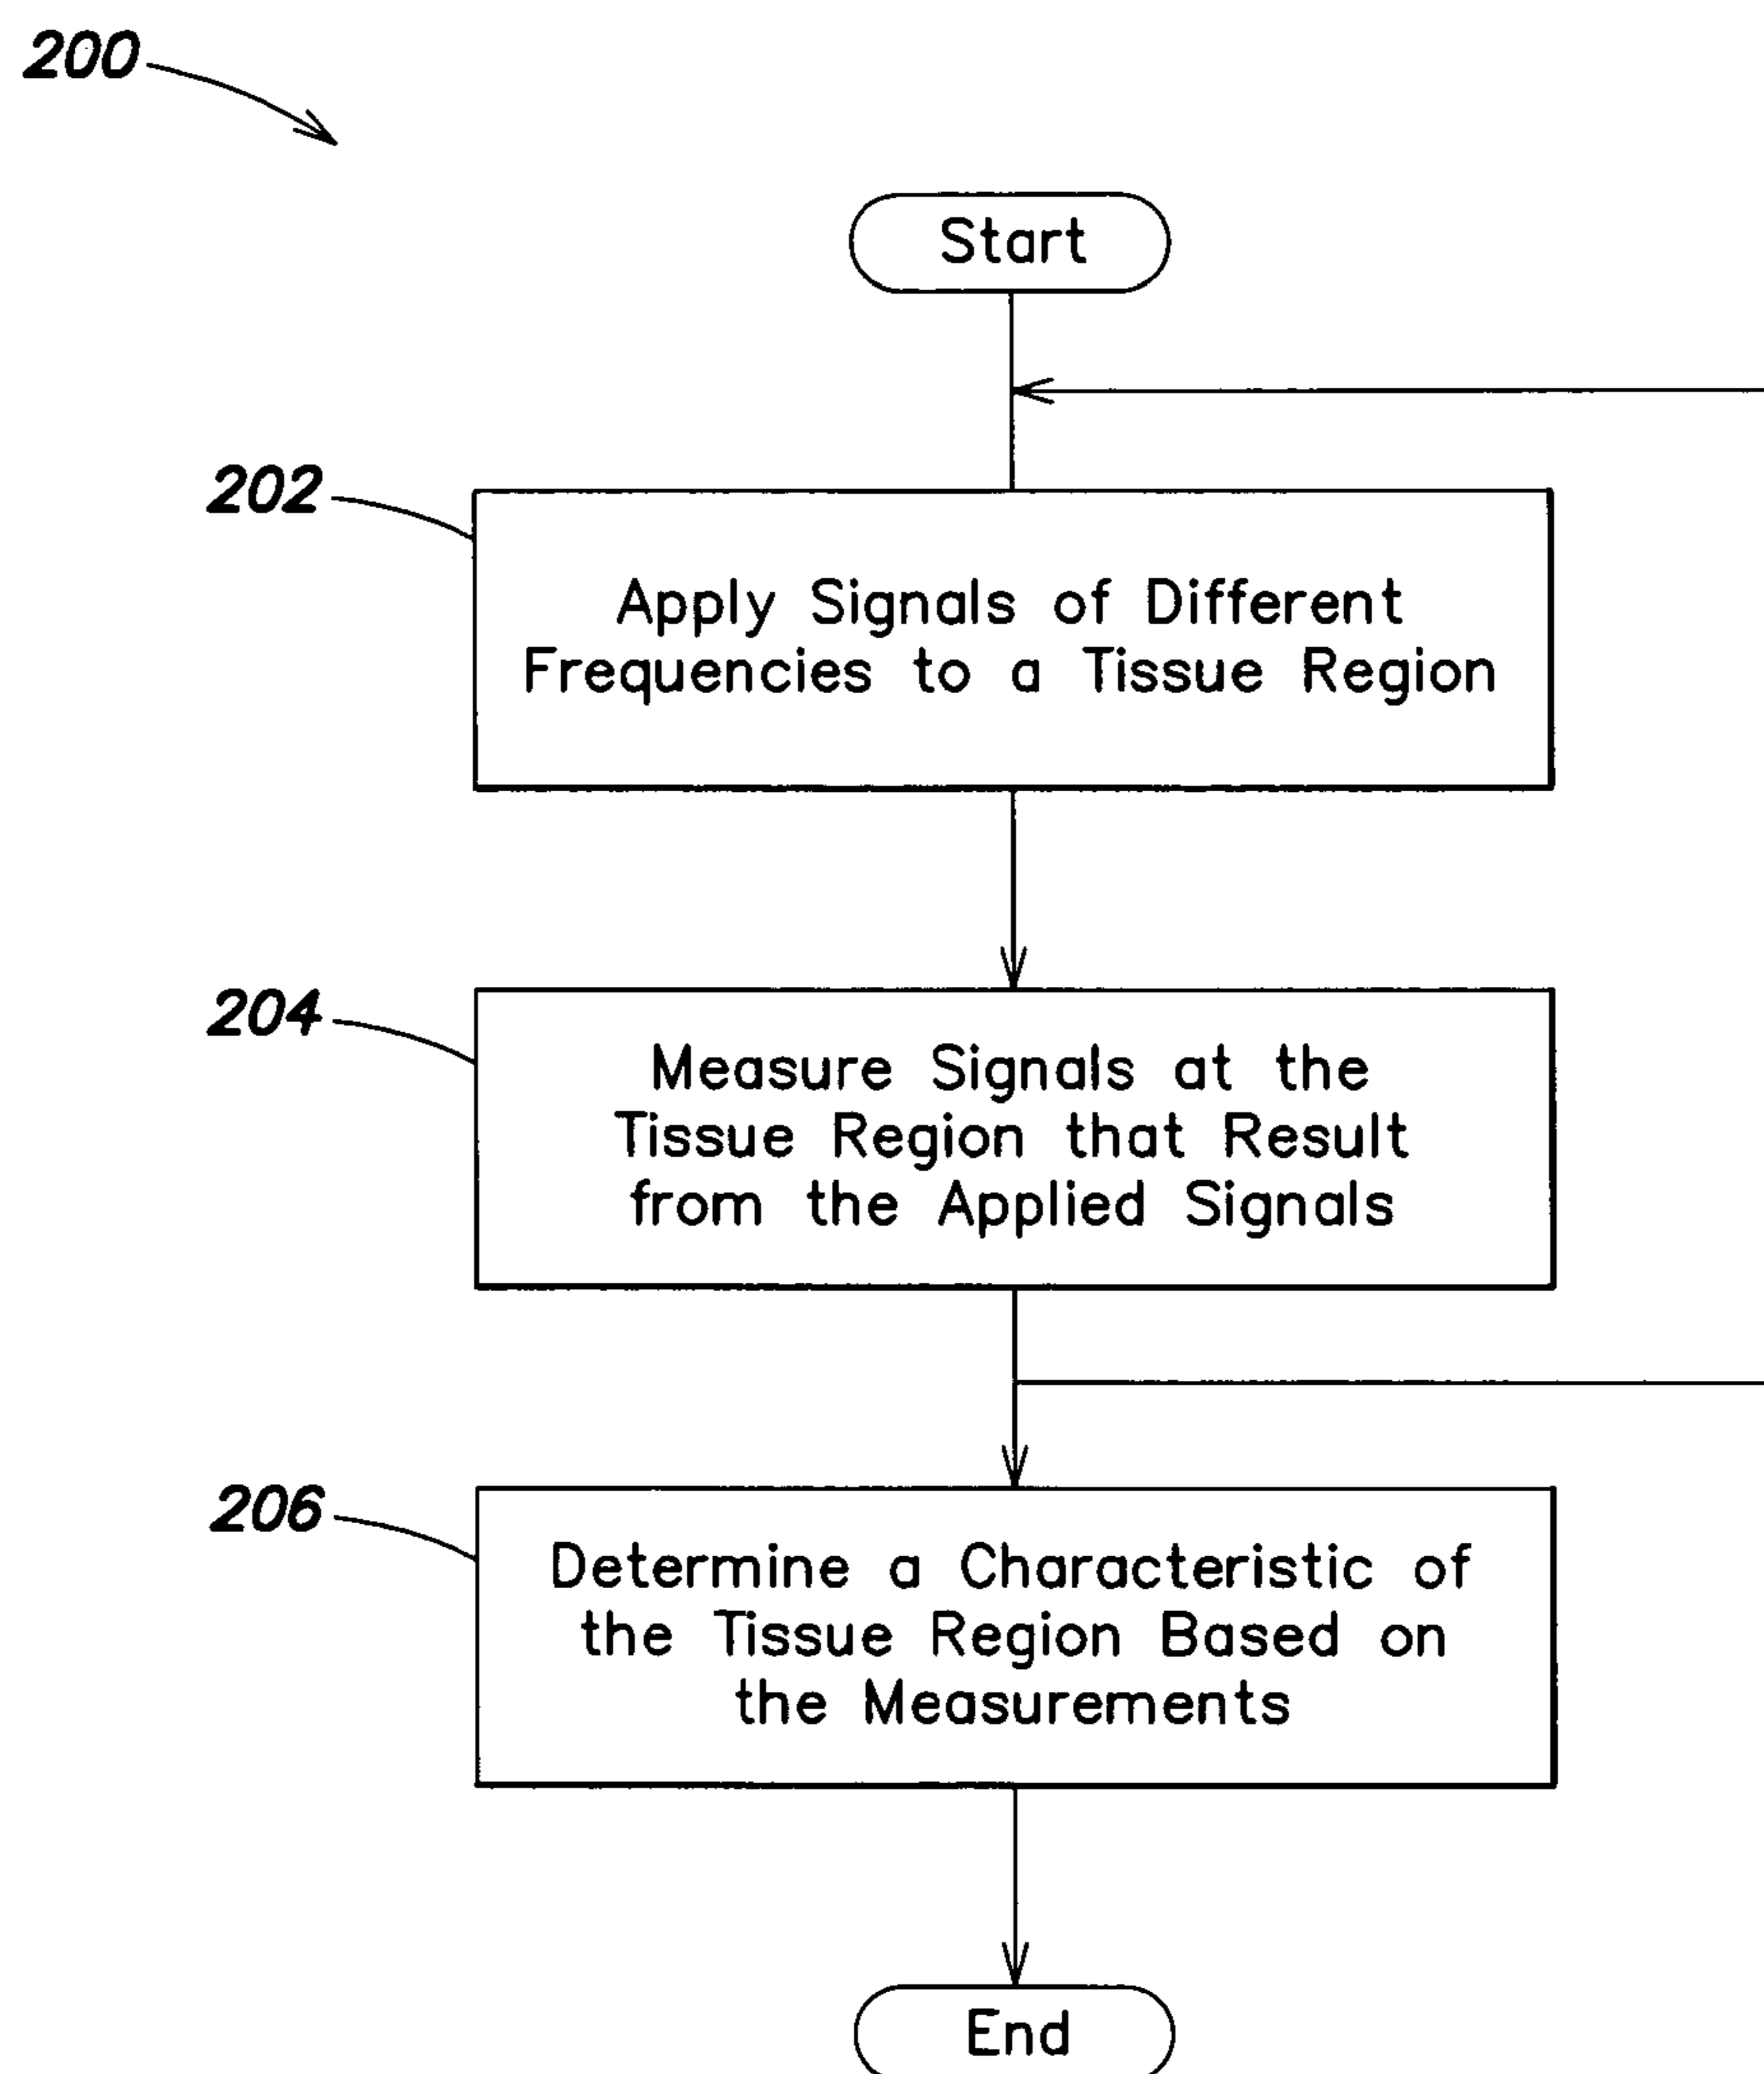 200
Start
202
Apply Signals of Different
Frequencies to a Tissue Region
204
Measure Signals at the
Tissue Region that Result
from the Applied Signals
206
Determine a Characteristic of
the Tissue Region Based on
the Measurements
End